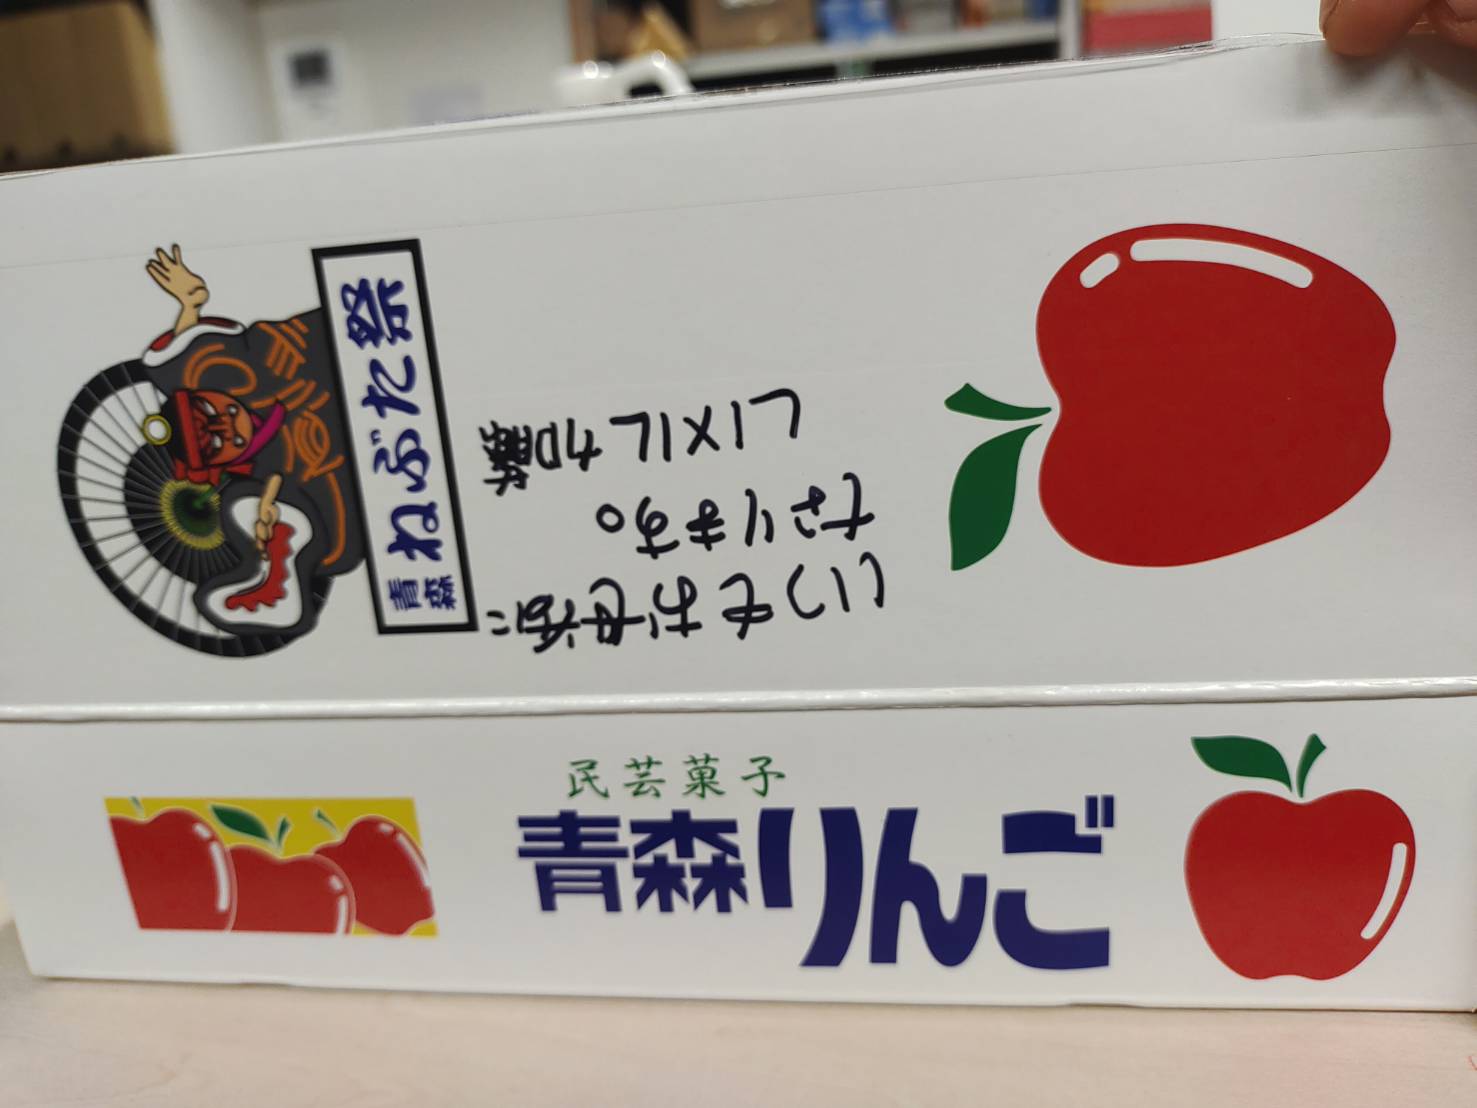 青森 ねぶた祭
いつもお世話に
なります。
LIXIL 加藤
民芸菓子
青森りんご